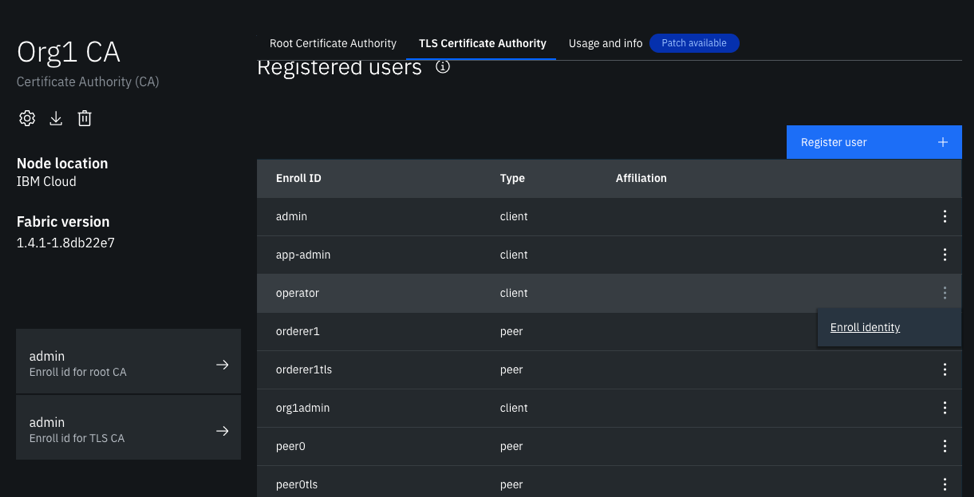 Org1 CA
Certificate Authority (CA)
Node location
IBM Cloud
Fabric version
1.4.1-1.8db22e7
admin
Enroll id for root CA
admin
Enroll id for TLS CA
Root Certificate Authority TLS Certificate Authority Usage and info Patch available
Registered users
Register user
Enroll ID Type Affiliation
admin client
app-admin client
operator client
Enroll identity
orderer1 peer
orderer1tls peer
org1admin client
peer0 peer
peer0tls peer